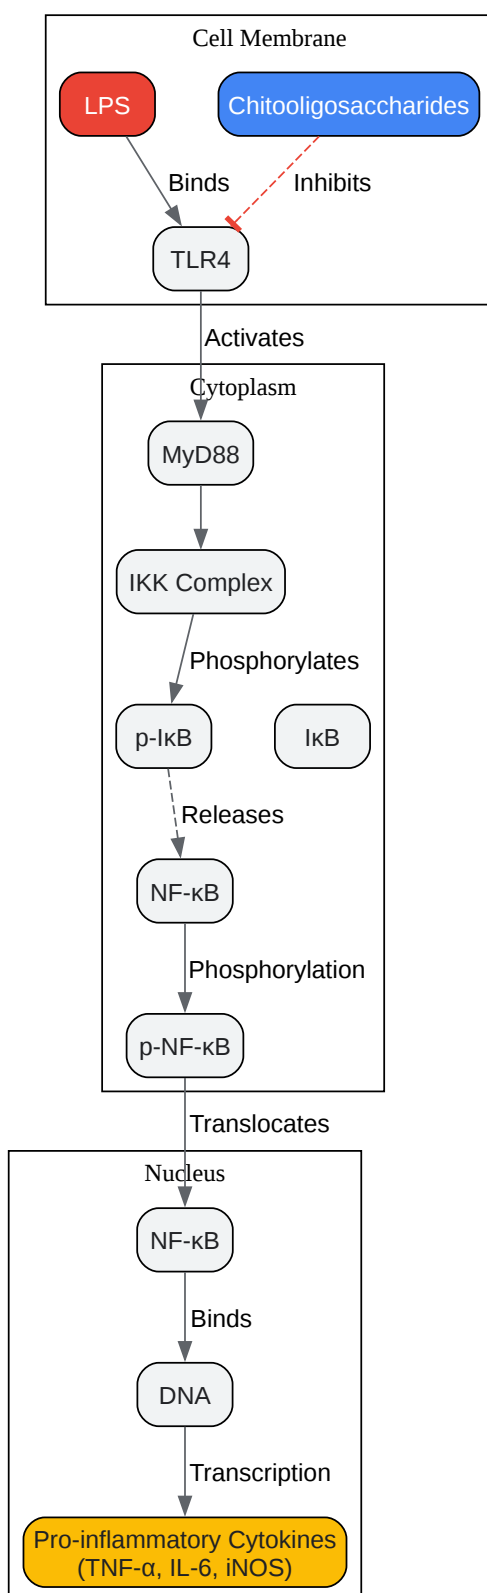 Cell Membrane
LPS
Chitooligosaccharides
Binds
Inhibits
TLR4
Activates
Cytoplasm
MyD88
IKK Complex
Phosphorylates
p-IκB
IκB
Releases
NF-κB
Phosphorylation
p-NF-κB
Translocates
Nucleus
NF-κB
Binds
DNA
Transcription
Pro-inflammatory Cytokines
(TNF-α, IL-6, iNOS)